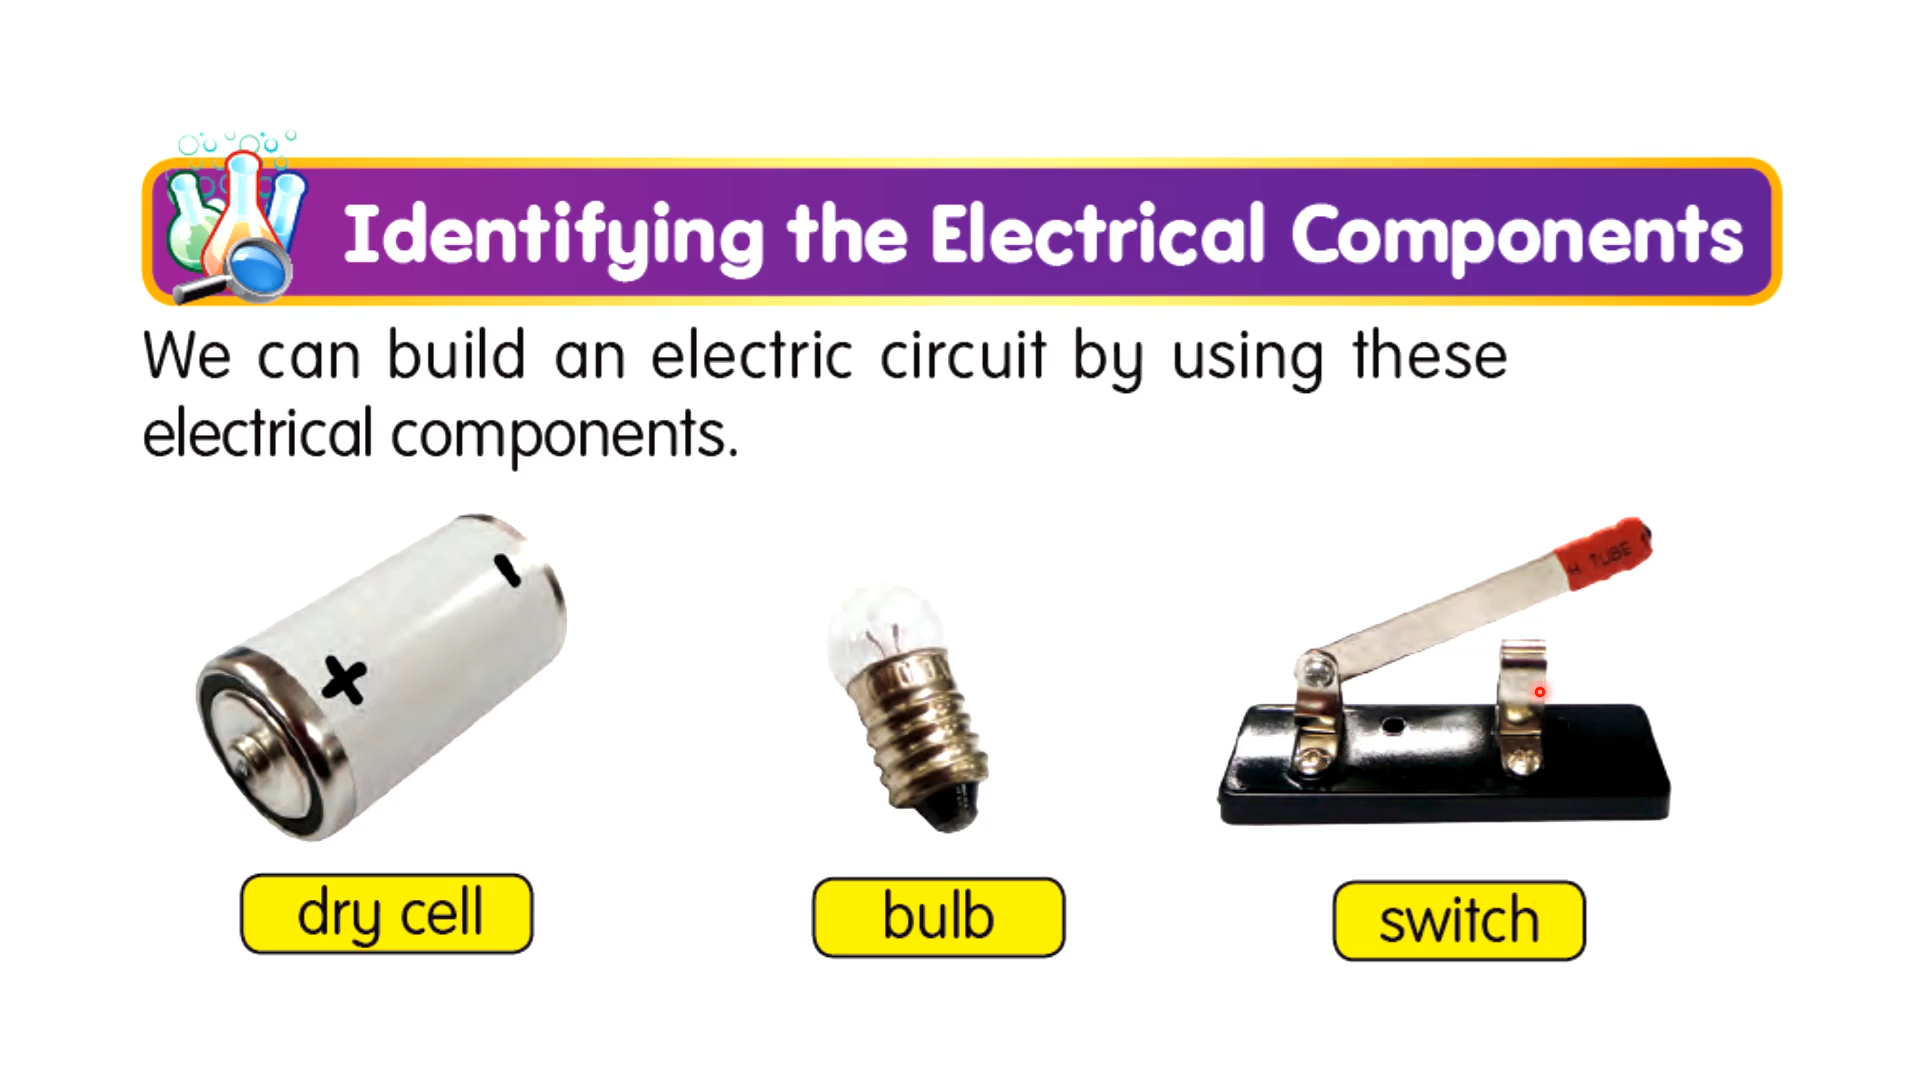 Identifying the Electrical Components
We can build an electric circuit by using these
electrical components.
-
+
H TUBE
dry cell
bulb
switch